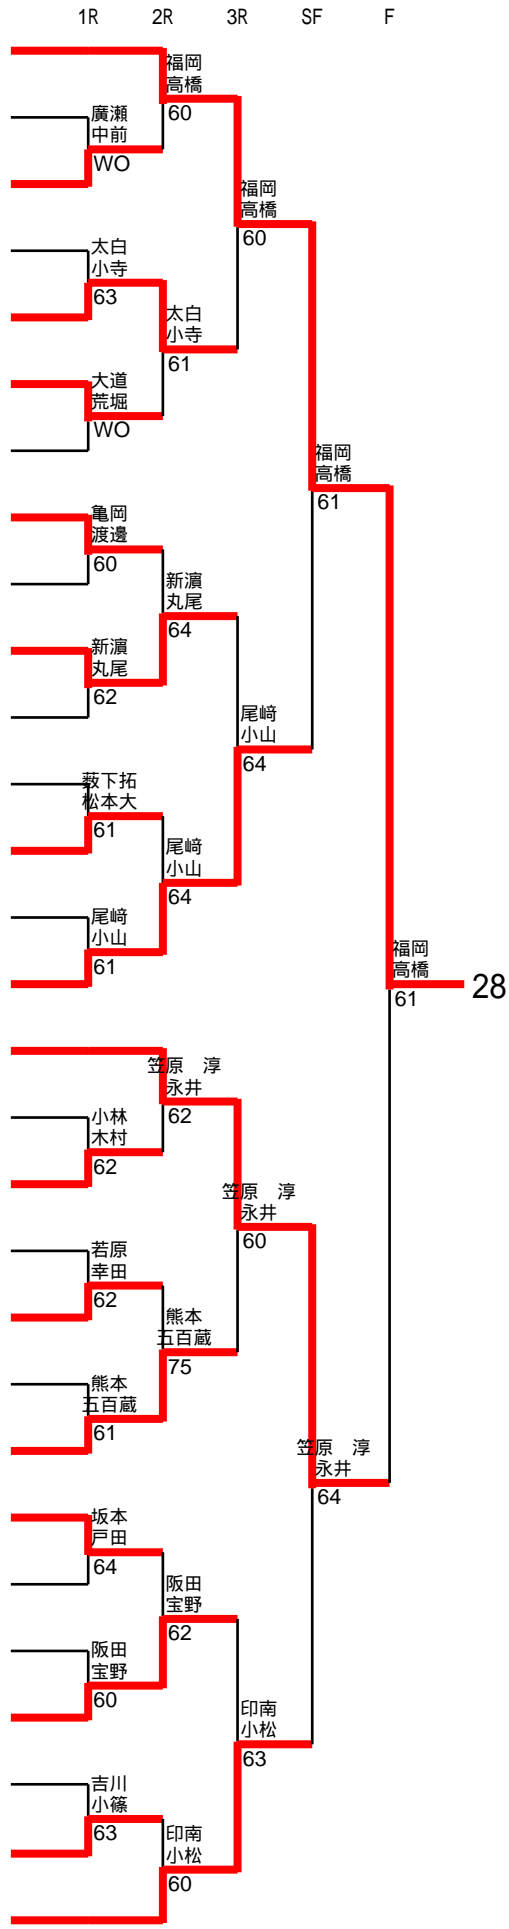 1R 2R 3R SF F
福岡
高橋
60
廣瀬
中前
WO
福岡
高橋
60
太白
小寺
63
太白
小寺
61
大道
荒堀
WO
福岡
高橋
61
亀岡
渡邊
60
新濵
丸尾
64
新濵
丸尾
62
尾﨑
小山
64
薮下拓
松本大
61
尾﨑
小山
64
尾﨑
小山
61
福岡
高橋
61
28
笠原 淳
永井
62
小林
木村
62
笠原 淳
永井
60
若原
幸田
62
熊本
五百蔵
75
熊本
五百蔵
61
笠原 淳
永井
64
坂本
戸田
64
阪田
宝野
62
阪田
宝野
60
印南
小松
63
吉川
小篠
63
印南
小松
60